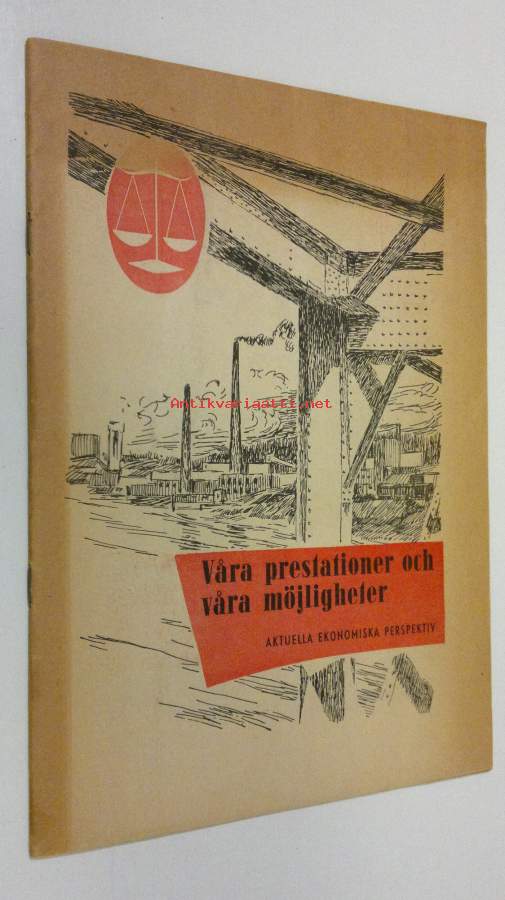 Antikvariaatti.net
Våra prestationer och
våra möjligheter
AKTUELLA EKONOMISKA PERSPEKTIV